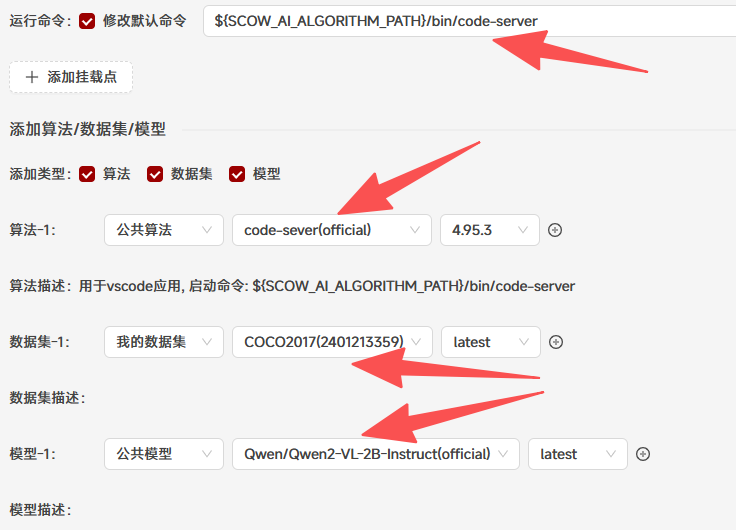 运行命令: 修改默认命令 ${SCOW_AI_ALGORITHM_PATH}/bin/code-server
添加挂载点
添加算法/数据集/模型
添加类型: 算法 数据集 模型
算法-1: 公共算法 code-sever(official) 4.95.3
算法描述: 用于vscode应用, 启动命令: ${SCOW_AI_ALGORITHM_PATH}/bin/code-server
数据集-1: 我的数据集 COCO2017(2401213359) latest
数据集描述:
模型-1: 公共模型 Qwen/Qwen2-VL-2B-Instruct(official) latest
模型描述: